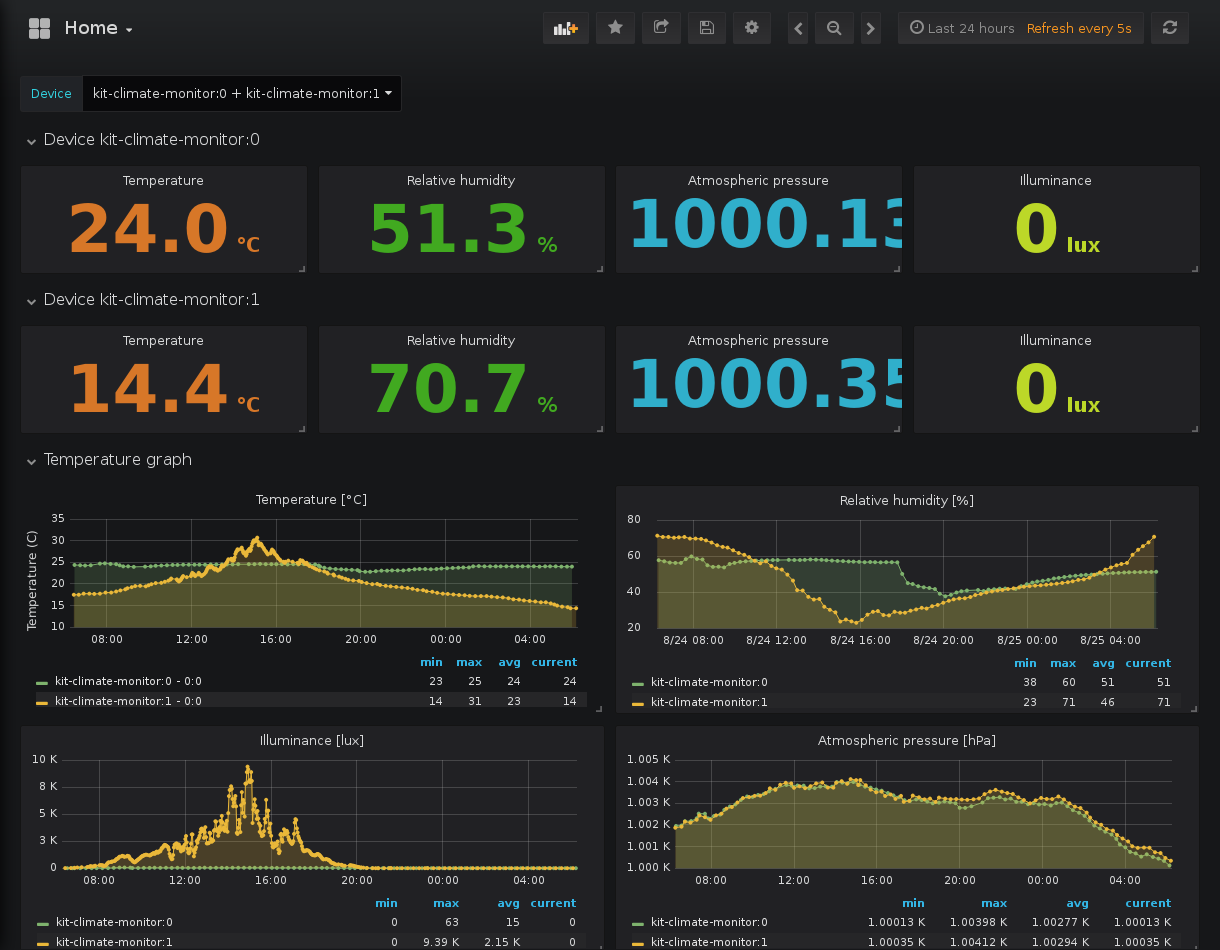 Home
Last 24 hours Refresh every 5s
Device kit-climate-monitor:0 + kit-climate-monitor:1
Device kit-climate-monitor:0
Temperature Relative humidity Atmospheric pressure Illuminance
24.0 °C 51.3 % 1000.13 0 lux
Device kit-climate-monitor:1
Temperature Relative humidity Atmospheric pressure Illuminance
14.4 °C 70.7 % 1000.35 0 lux
Temperature graph
Temperature [°C]
Temperature (C)
35
30
25
20
15
10
08:00 12:00 16:00 20:00 00:00 04:00
min max avg current
kit-climate-monitor:0 - 0:0 23 25 24 24
kit-climate-monitor:1 - 0:0 14 31 23 14
Relative humidity [%]
80
60
40
20
8/24 08:00 8/24 12:00 8/24 16:00 8/24 20:00 8/25 00:00 8/25 04:00
min max avg current
kit-climate-monitor:0 38 60 51 51
kit-climate-monitor:1 23 71 46 71
Illuminance [lux]
10 K
8 K
5 K
3 K
0
08:00 12:00 16:00 20:00 00:00 04:00
min max avg current
kit-climate-monitor:0 0 63 15 0
kit-climate-monitor:1 0 9.39 K 2.15 K 0
Atmospheric pressure [hPa]
1.005 K
1.004 K
1.003 K
1.002 K
1.001 K
1.000 K
08:00 12:00 16:00 20:00 00:00 04:00
min max avg current
kit-climate-monitor:0 1.00013 K 1.00398 K 1.00277 K 1.00013 K
kit-climate-monitor:1 1.00035 K 1.00412 K 1.00294 K 1.00035 K